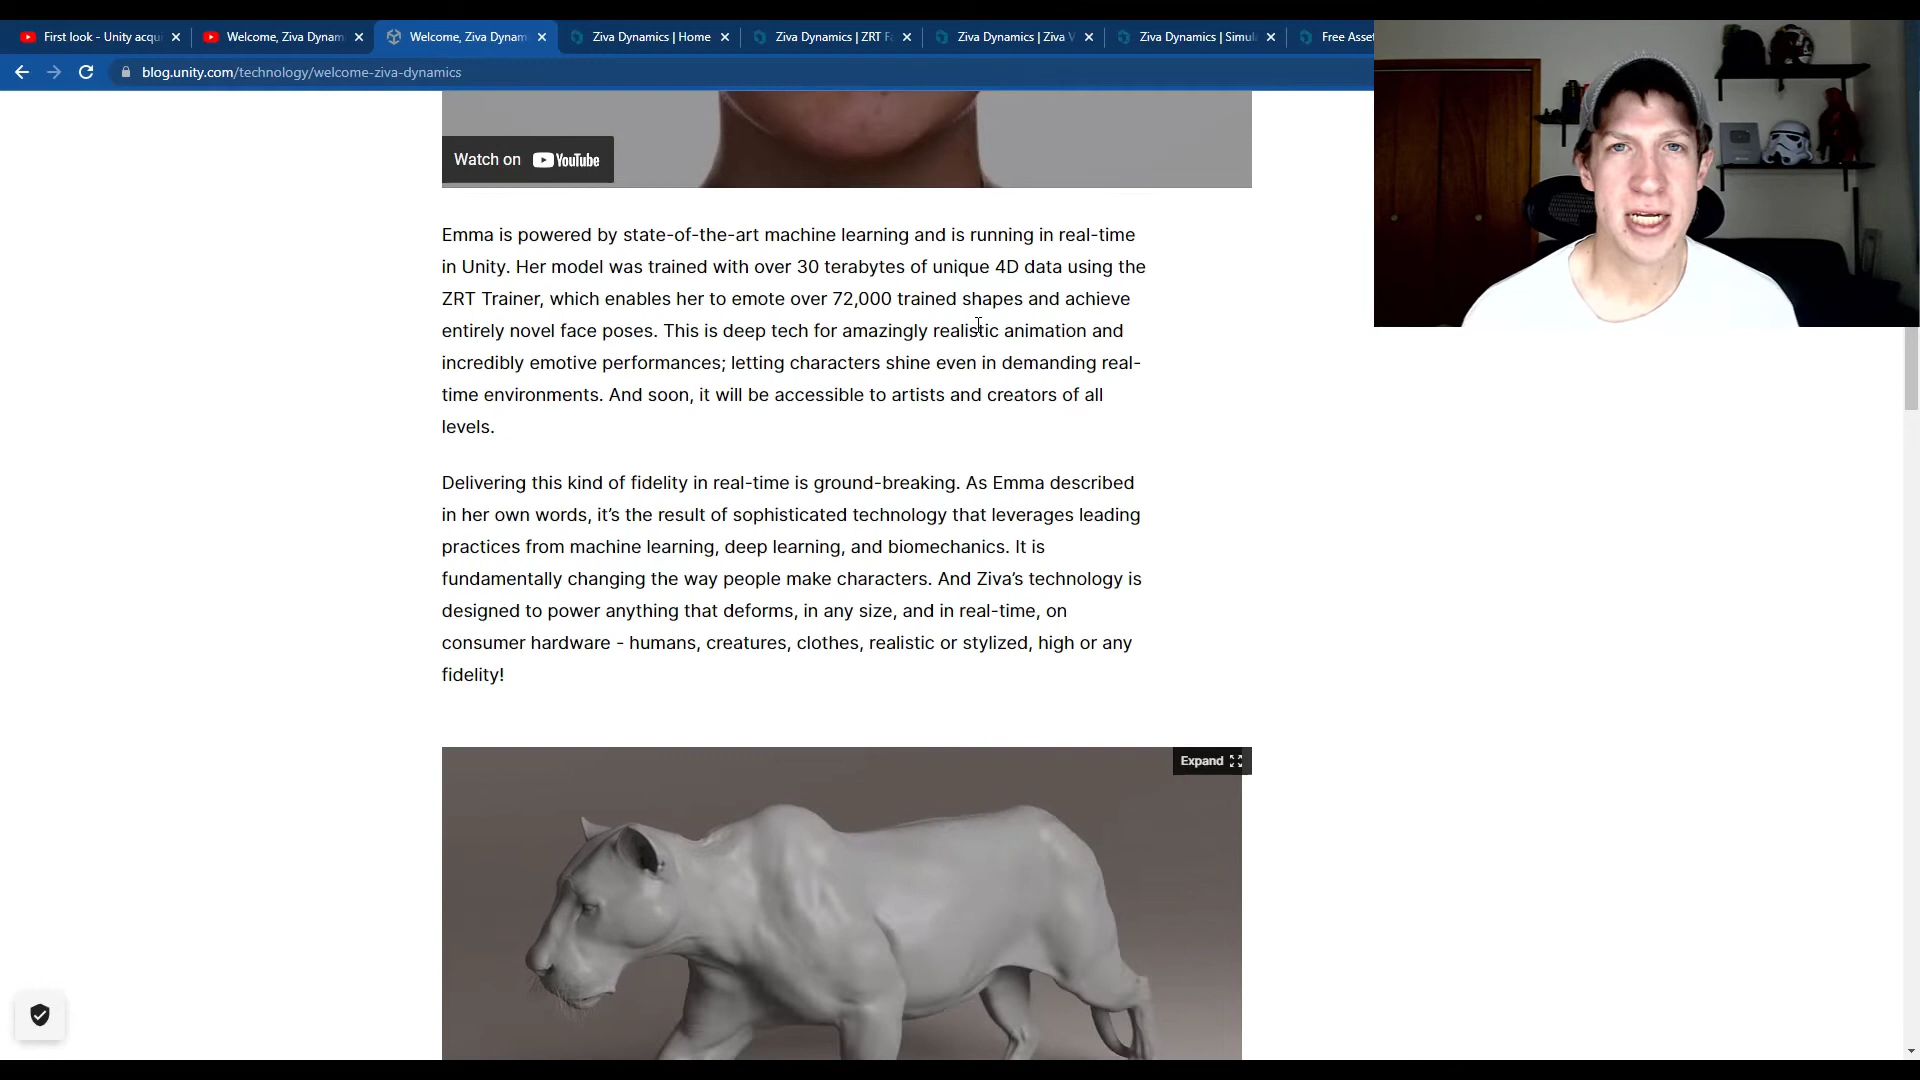 First look - Unity acqu
Welcome, Ziva Dynam
Welcome, Ziva Dynam
Ziva Dynamics | Home
Ziva Dynamics | ZRT F
Ziva Dynamics | Ziva V
Ziva Dynamics | Simul
Free Asset
blog.unity.com/technology/welcome-ziva-dynamics
Watch on YouTube
Emma is powered by state-of-the-art machine learning and is running in real-time
in Unity. Her model was trained with over 30 terabytes of unique 4D data using the
ZRT Trainer, which enables her to emote over 72,000 trained shapes and achieve
entirely novel face poses. This is deep tech for amazingly realistic animation and
incredibly emotive performances; letting characters shine even in demanding real-
time environments. And soon, it will be accessible to artists and creators of all
levels.
Delivering this kind of fidelity in real-time is ground-breaking. As Emma described
in her own words, it’s the result of sophisticated technology that leverages leading
practices from machine learning, deep learning, and biomechanics. It is
fundamentally changing the way people make characters. And Ziva’s technology is
designed to power anything that deforms, in any size, and in real-time, on
consumer hardware - humans, creatures, clothes, realistic or stylized, high or any
fidelity!
Expand